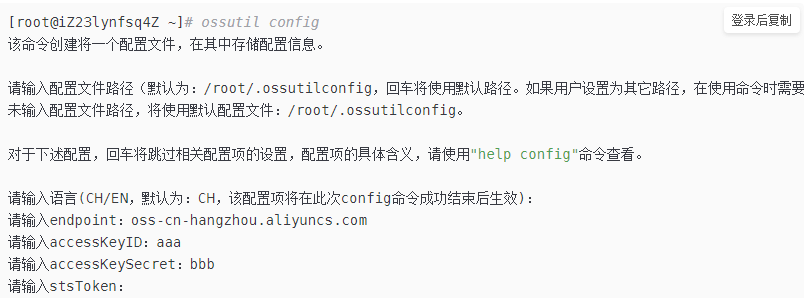 [root@iZ23lynfsq4Z ~]# ossutil config
登录后复制
该命令创建将一个配置文件，在其中存储配置信息。
请输入配置文件路径（默认为：/root/.ossutilconfig，回车将使用默认路径。如果用户设置为其它路径，在使用命令时需要
未输入配置文件路径，将使用默认配置文件：/root/.ossutilconfig。
对于下述配置，回车将跳过相关配置项的设置，配置项的具体含义，请使用"help config"命令查看。
请输入语言(CH/EN，默认为：CH，该配置项将在此次config命令成功结束后生效)：
请输入endpoint：oss-cn-hangzhou.aliyuncs.com
请输入accessKeyID：aaa
请输入accessKeySecret：bbb
请输入stsToken：